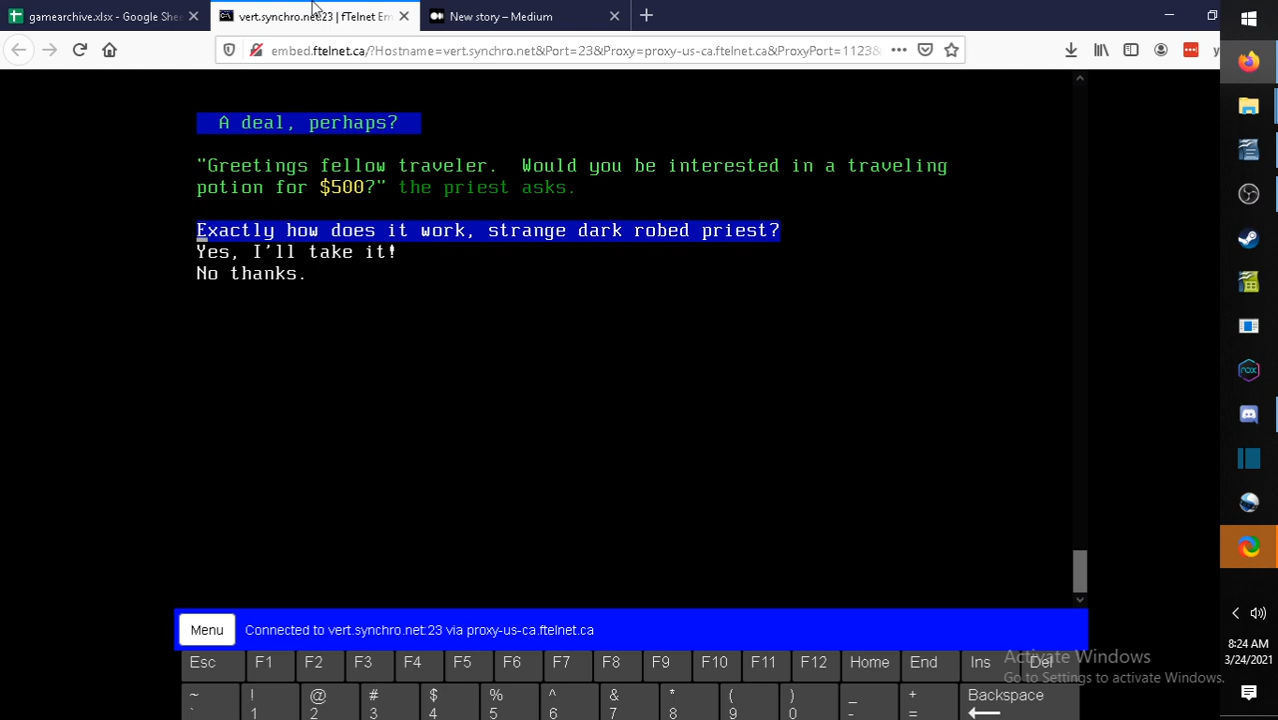 gamearchive.xlsx - Google She
vert.synchro.net:23 | fTelnet Em
New story – Medium
embed.ftelnet.ca/?Hostname=vert.synchro.net&Port=23&Proxy=proxy-us-ca.ftelnet.ca&ProxyPort=1123&
A deal, perhaps?
"Greetings fellow traveler. Would you be interested in a traveling
potion for $500?" the priest asks.
Exactly how does it work, strange dark robed priest?
Yes, I'll take it!
No thanks.
Menu
Connected to vert.synchro.net:23 via proxy-us-ca.ftelnet.ca
Esc F1 F2 F3 F4 F5 F6 F7 F8 F9 F10 F11 F12 Home End Ins Del
~ ! @ # $ % ^ & * ( ) _ + Backspace
` 1 2 3 4 5 6 7 8 9 0 - =
Activate Windows
Go to Settings to activate Windows.
nox
8:24 AM
3/24/2021